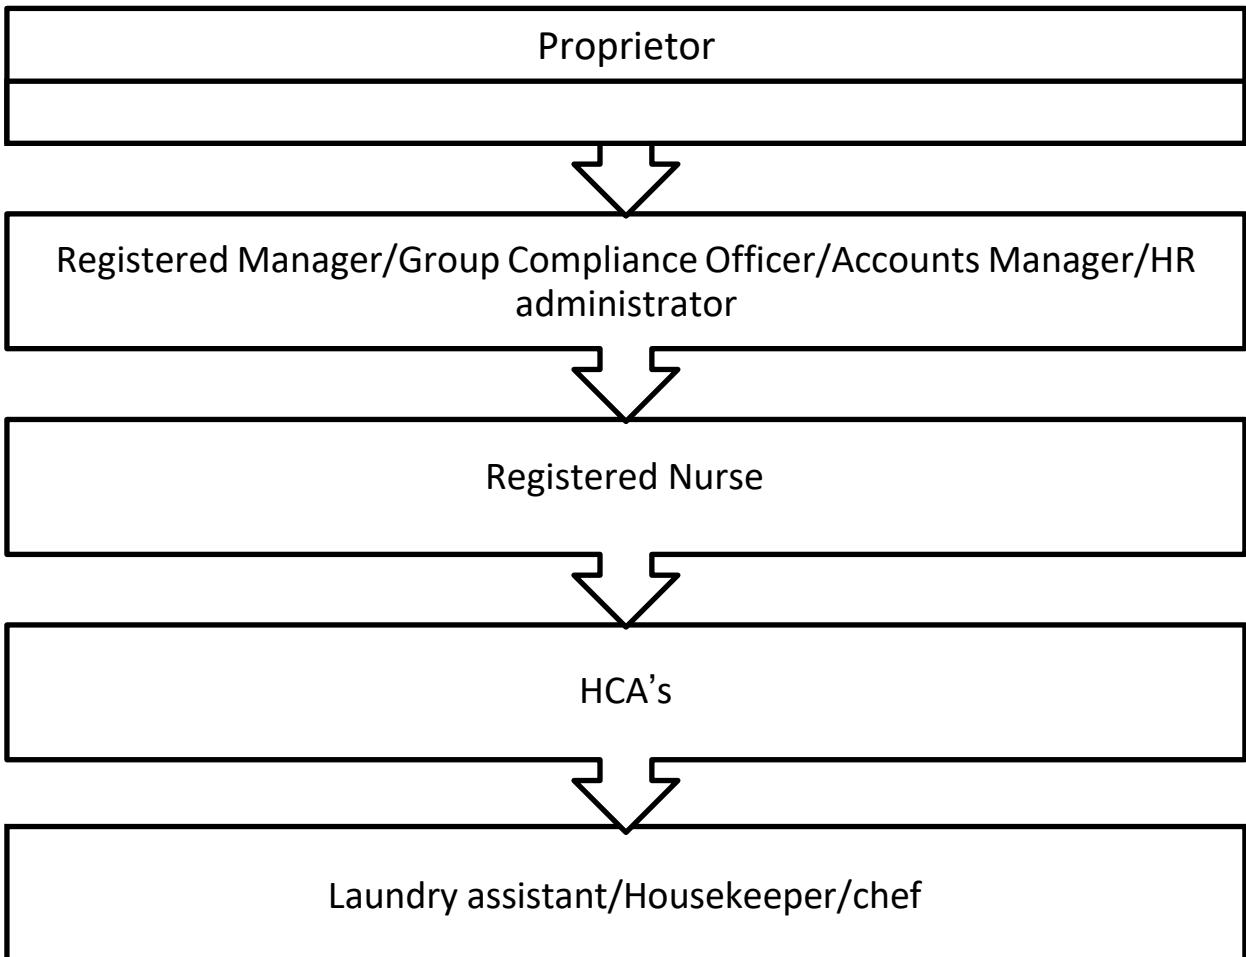 Proprietor
Registered Manager/Group Compliance Officer/Accounts Manager/HR
administrator
Registered Nurse
HCA’s
Laundry assistant/Housekeeper/chef